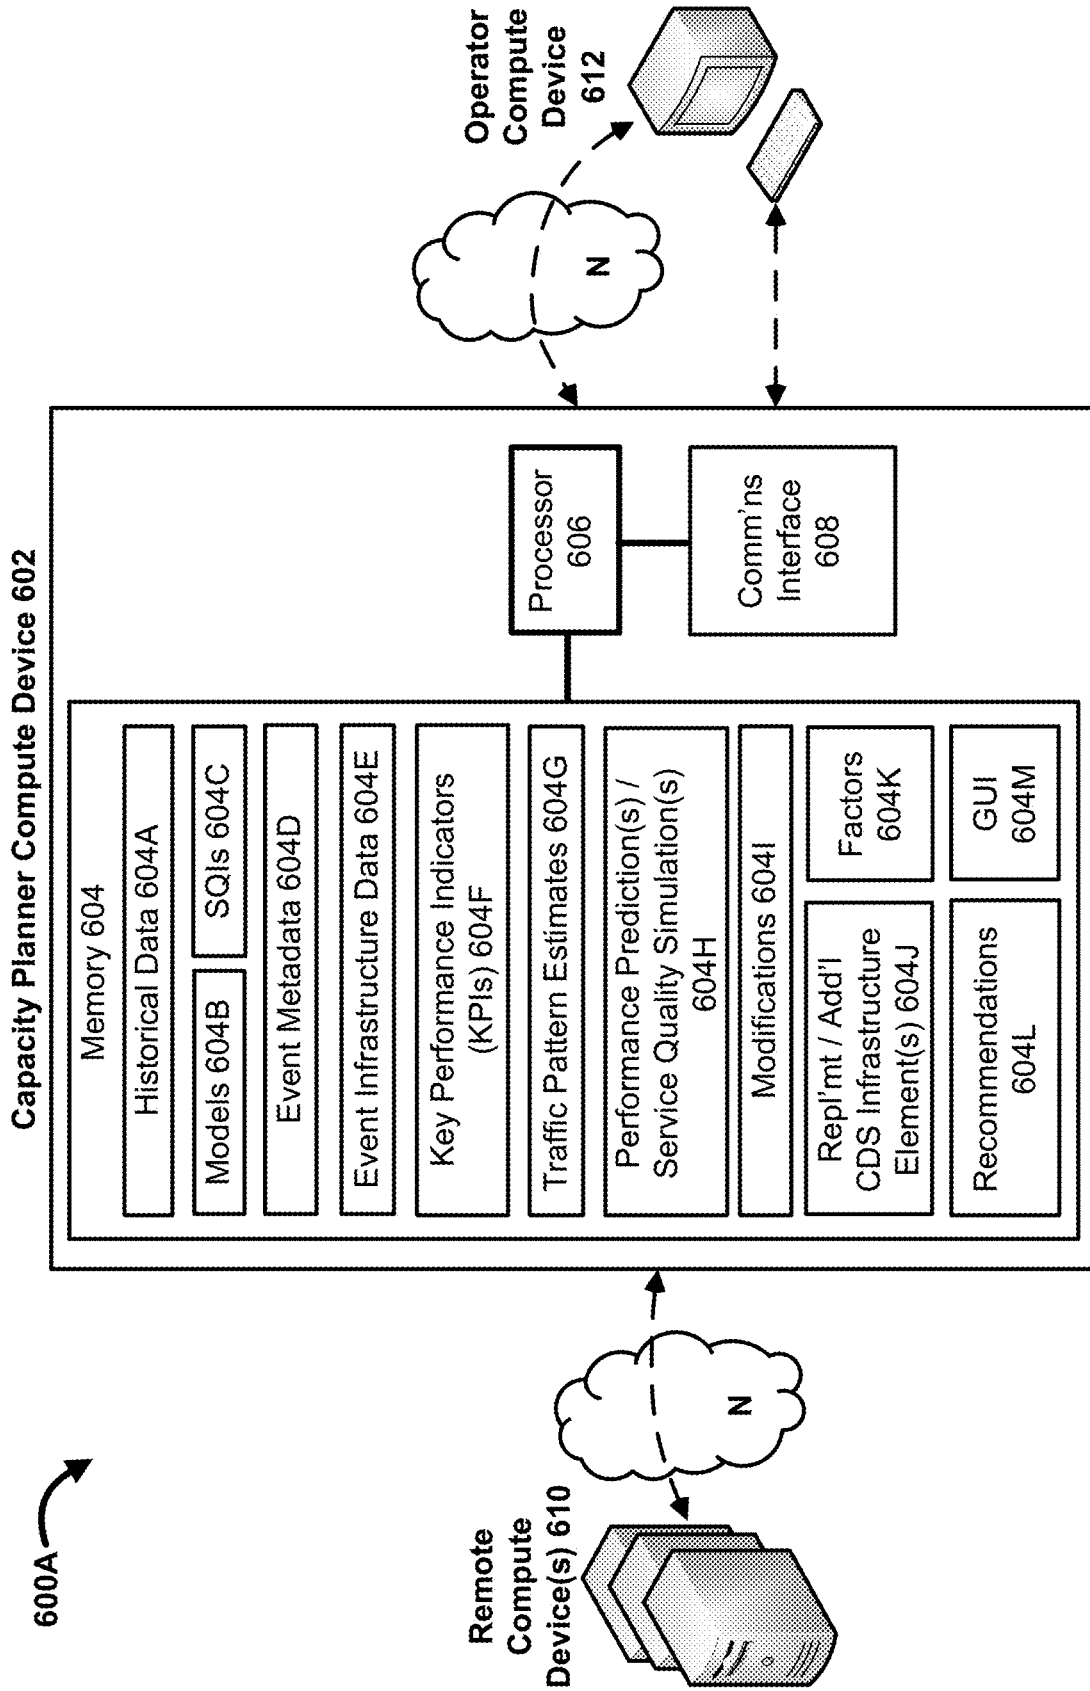 600A
Capacity Planner Compute Device 602
Memory 604
Historical Data 604A
Models 604B
SQIs 604C
Event Metadata 604D
Event Infrastructure Data 604E
Key Performance Indicators
(KPIs) 604F
Traffic Pattern Estimates 604G
Performance Prediction(s) /
Service Quality Simulation(s)
604H
Modifications 604I
Repl'mt / Add'l
CDS Infrastructure
Element(s) 604J
Factors
604K
Recommendations
604L
GUI
604M
Processor
606
Comm'ns
Interface
608
Remote
Compute
Device(s) 610
N
Operator
Compute
Device
612
N